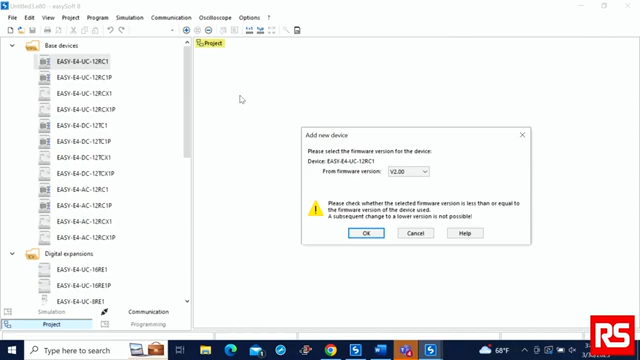 Untitled3.e80 - easySoft 8
File Edit View Project Program Simulation Communication Oscilloscope Options ?
Base devices
EASY-E4-UC-12RC1
EASY-E4-UC-12RC1P
EASY-E4-UC-12RCX1
EASY-E4-UC-12RCX1P
EASY-E4-DC-12TC1
EASY-E4-DC-12TC1P
EASY-E4-DC-12TCX1
EASY-E4-DC-12TCX1P
EASY-E4-AC-12RC1
EASY-E4-AC-12RC1P
EASY-E4-AC-12RCX1
EASY-E4-AC-12RCX1P
Digital expansions
EASY-E4-UC-16RE1
EASY-E4-UC-16RE1P
EASY-E4-UC-8RE1
Simulation
Communication
Project
Programming
Project
Add new device
Please select the firmware version for the device:
Device: EASY-E4-UC-12RC1
From firmware version: V2.00
Please check whether the selected firmware version is less than or equal to the
firmware version of the device used.
A subsequent change to a lower version is not possible!
OK Cancel Help
Type here to search
68°F
RS